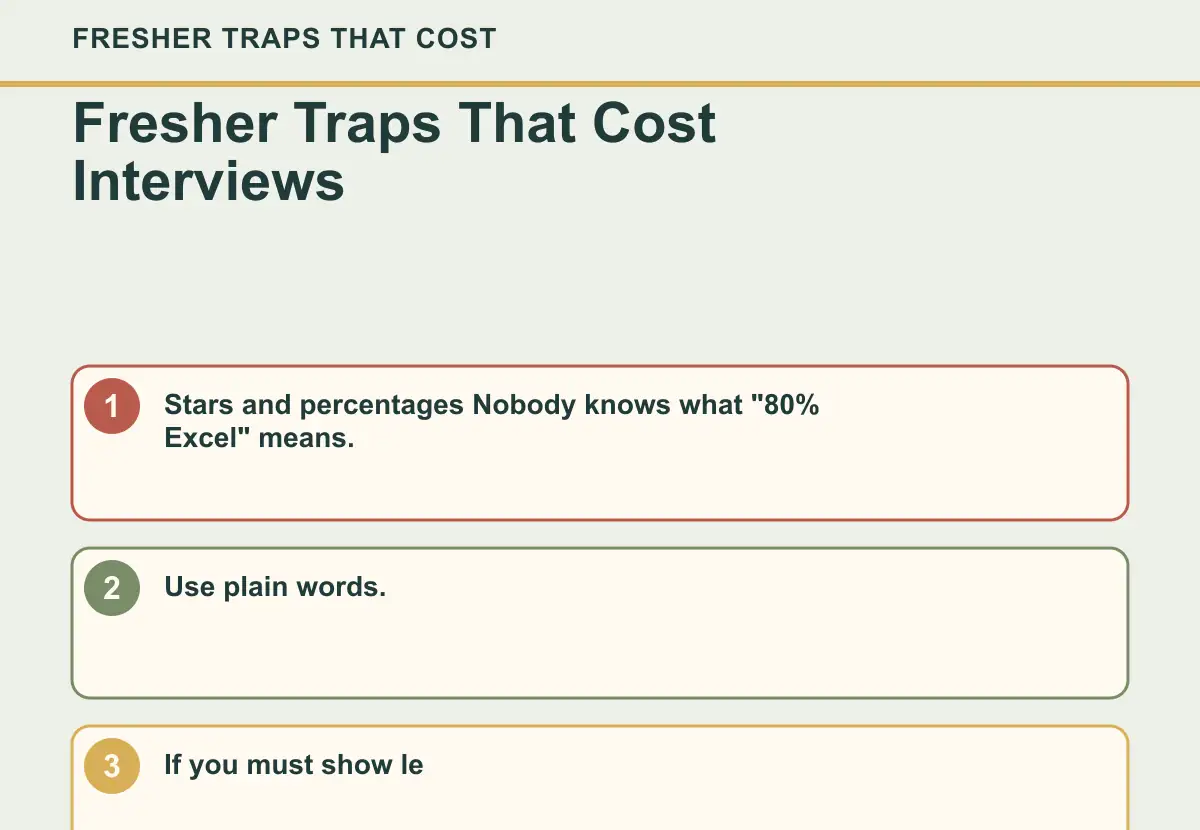 FRESHER TRAPS THAT COST
Fresher Traps That Cost
Interviews
1
Stars and percentages Nobody knows what "80%
Excel" means.
2
Use plain words.
3
If you must show le